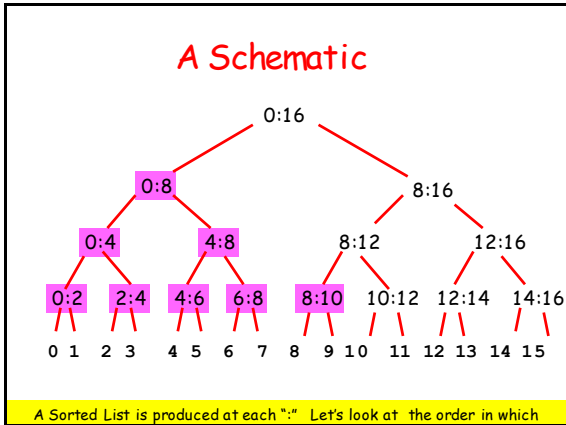 A Schematic
0:16
0:8 8:16
0:4 4:8 8:12 12:16
0:2 2:4 4:6 6:8 8:10 10:12 12:14 14:16
0 1 2 3 4 5 6 7 8 9 10 11 12 13 14 15
A Sorted List is produced at each “:” Let’s look at the order in which